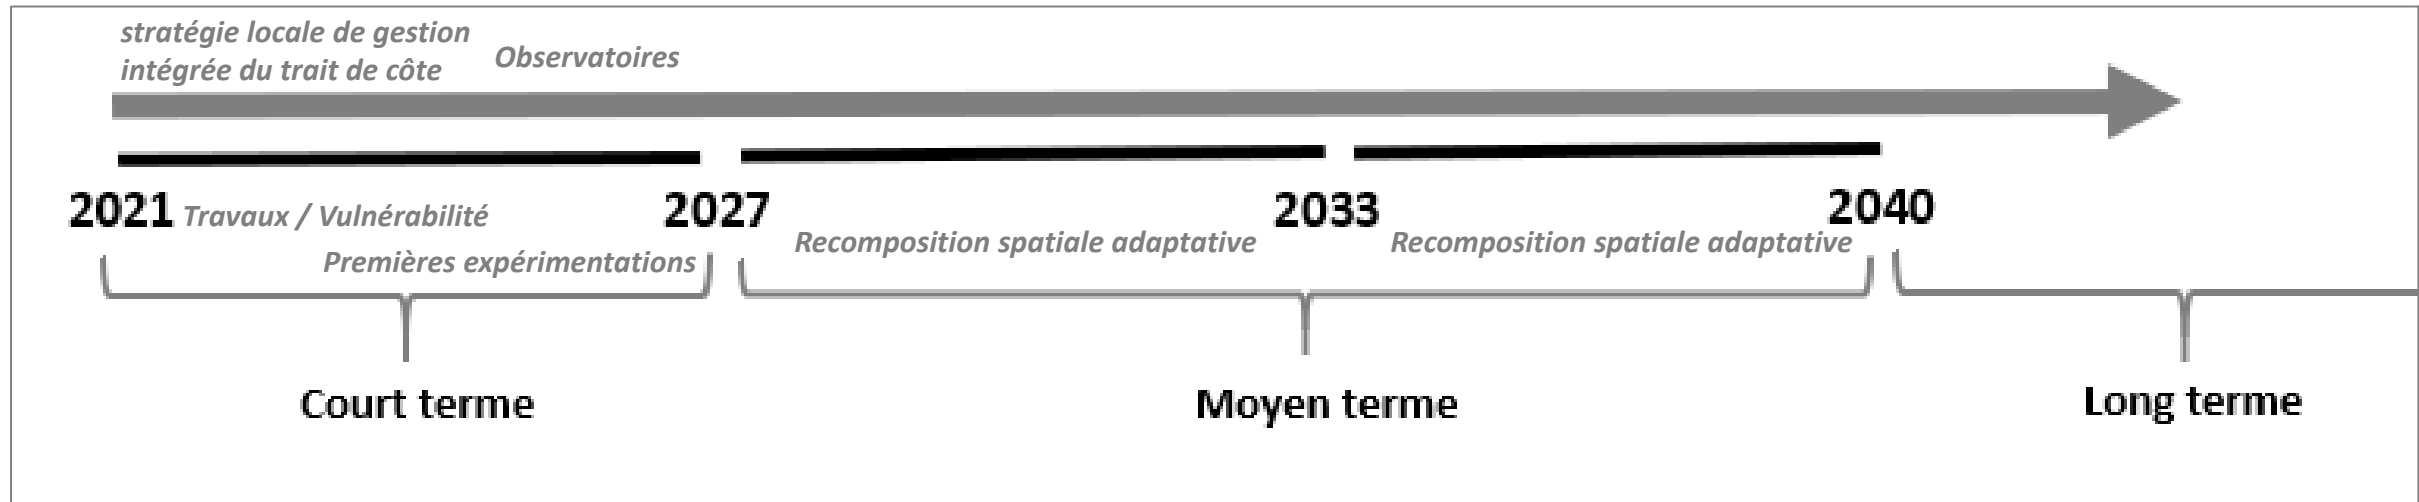 stratégie locale de gestion
intégrée du trait de côte
Observatoires
2021
Travaux / Vulnérabilité
Premières expérimentations
2027
Recomposition spatiale adaptative
2033
Recomposition spatiale adaptative
2040
Court terme
Moyen terme
Long terme